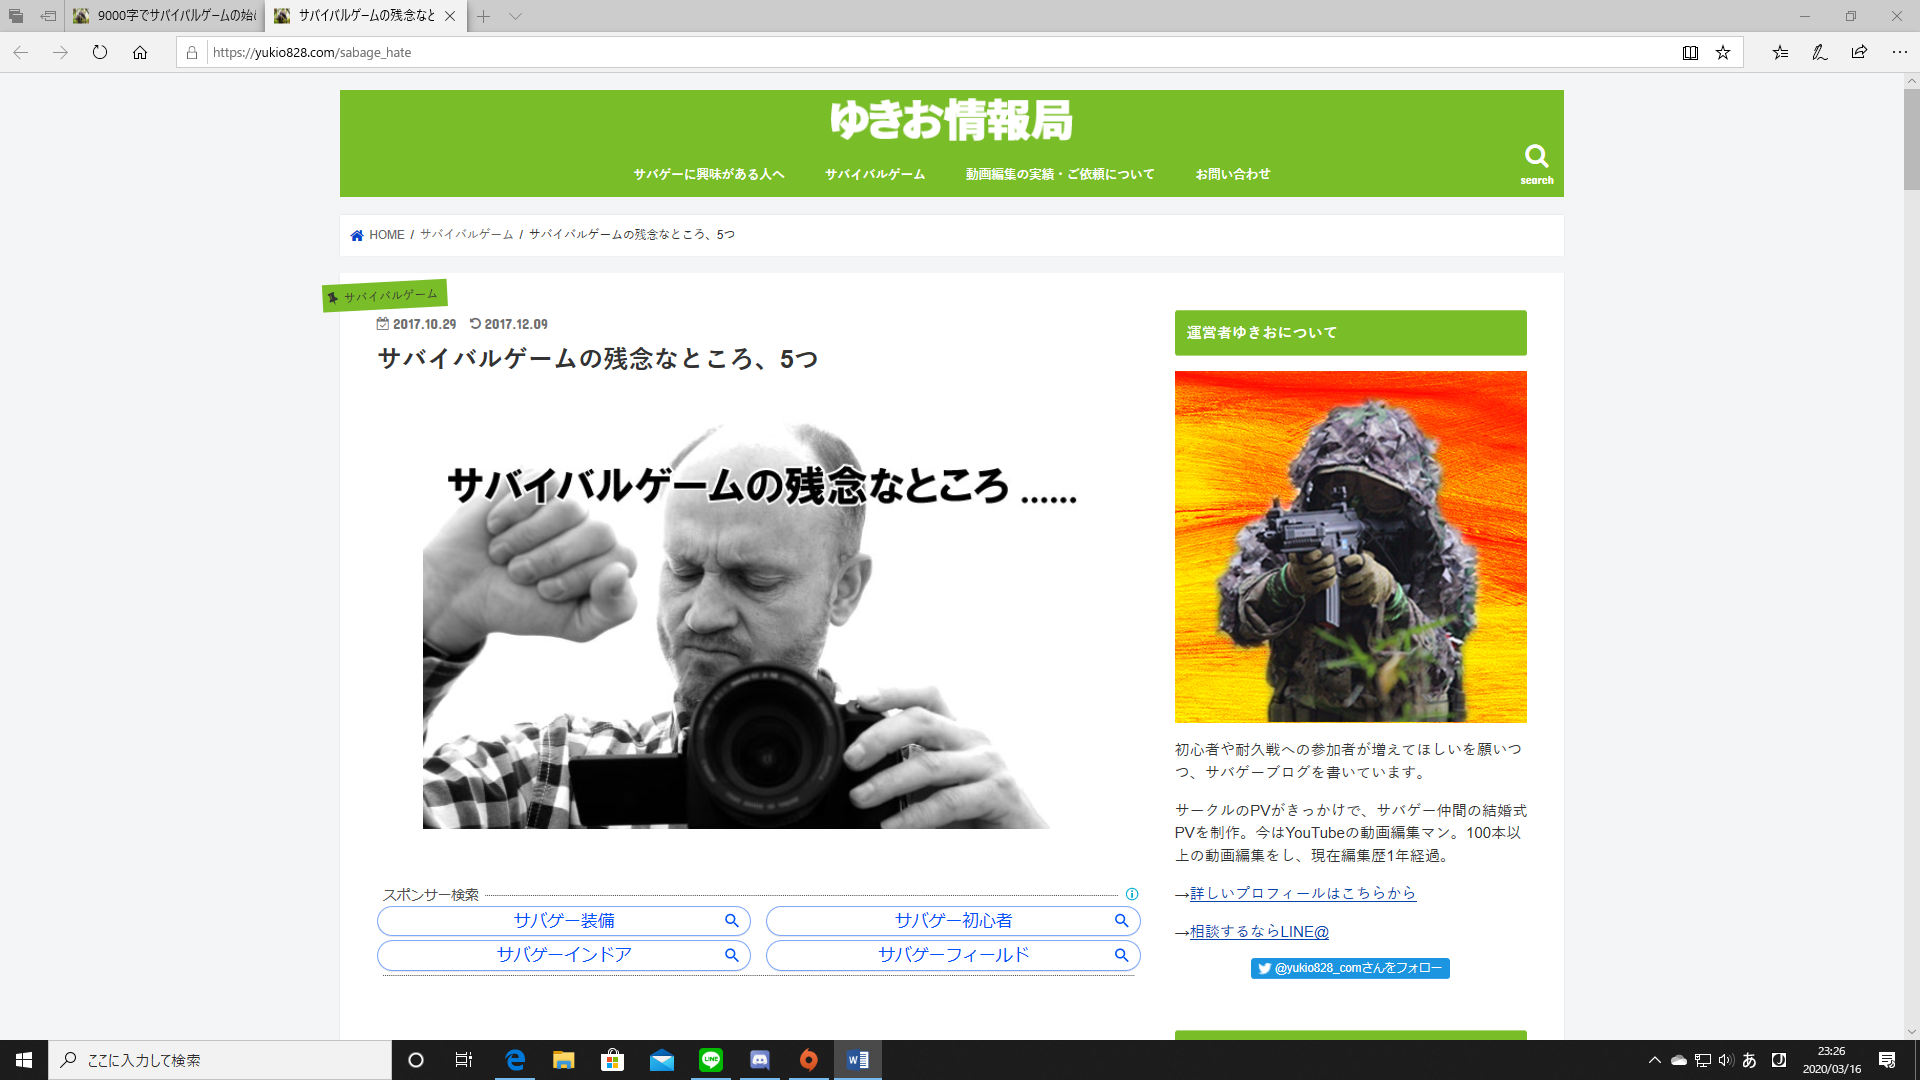 9000字でサバイバルゲームの始
サバイバルゲームの残念なと
https://yukio828.com/sabage_hate
ゆきお情報局
サバゲーに興味がある人へ
サバイバルゲーム
動画編集の実績・ご依頼について
お問い合わせ
search
HOME / サバイバルゲーム / サバイバルゲームの残念なところ、5つ
サバイバルゲーム
2017.10.29 2017.12.09
サバイバルゲームの残念なところ、5つ
サバイバルゲームの残念なところ ......
スポンサー検索
サバゲー装備
サバゲー初心者
サバゲーインドア
サバゲーフィールド
運営者ゆきおについて
初心者や耐久戦への参加者が増えてほしいを願いつ
つ、サバゲーブログを書いています。
サークルのPVがきっかけで、サバゲー仲間の結婚式
PVを制作。今はYouTubeの動画編集マン。100本以
上の動画編集をし、現在編集歴1年経過。
→詳しいプロフィールはこちらから
→相談するならLINE@
@yukio828_comさんをフォロー
ここに入力して検索
LINE
あ
23:26
2020/03/16